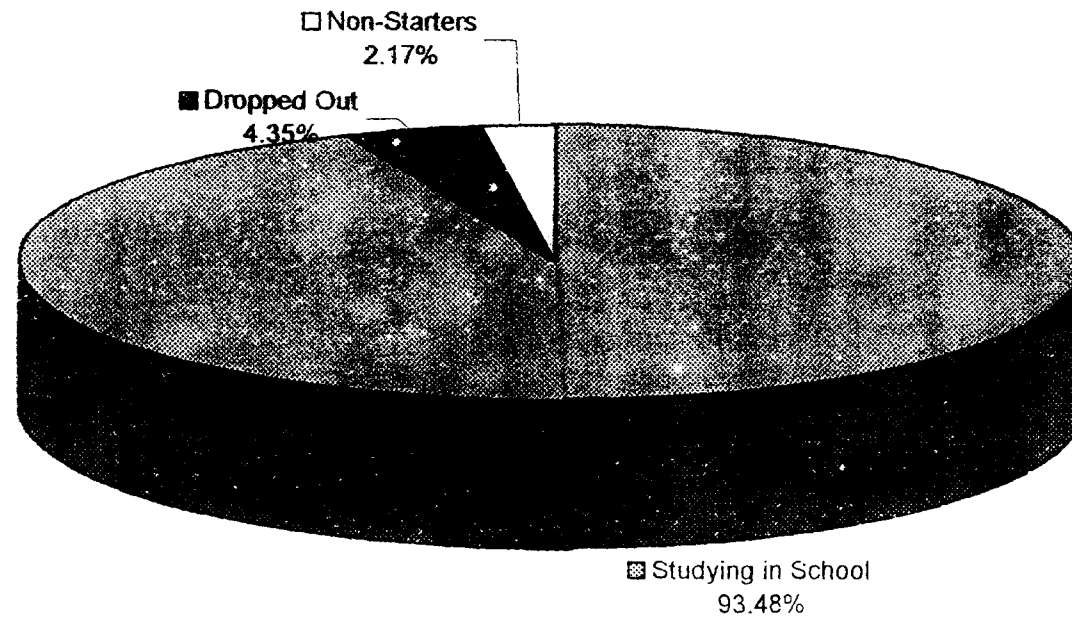 Non-Starters
2.17%
Dropped Out
4.35%
Studying in School
93.48%